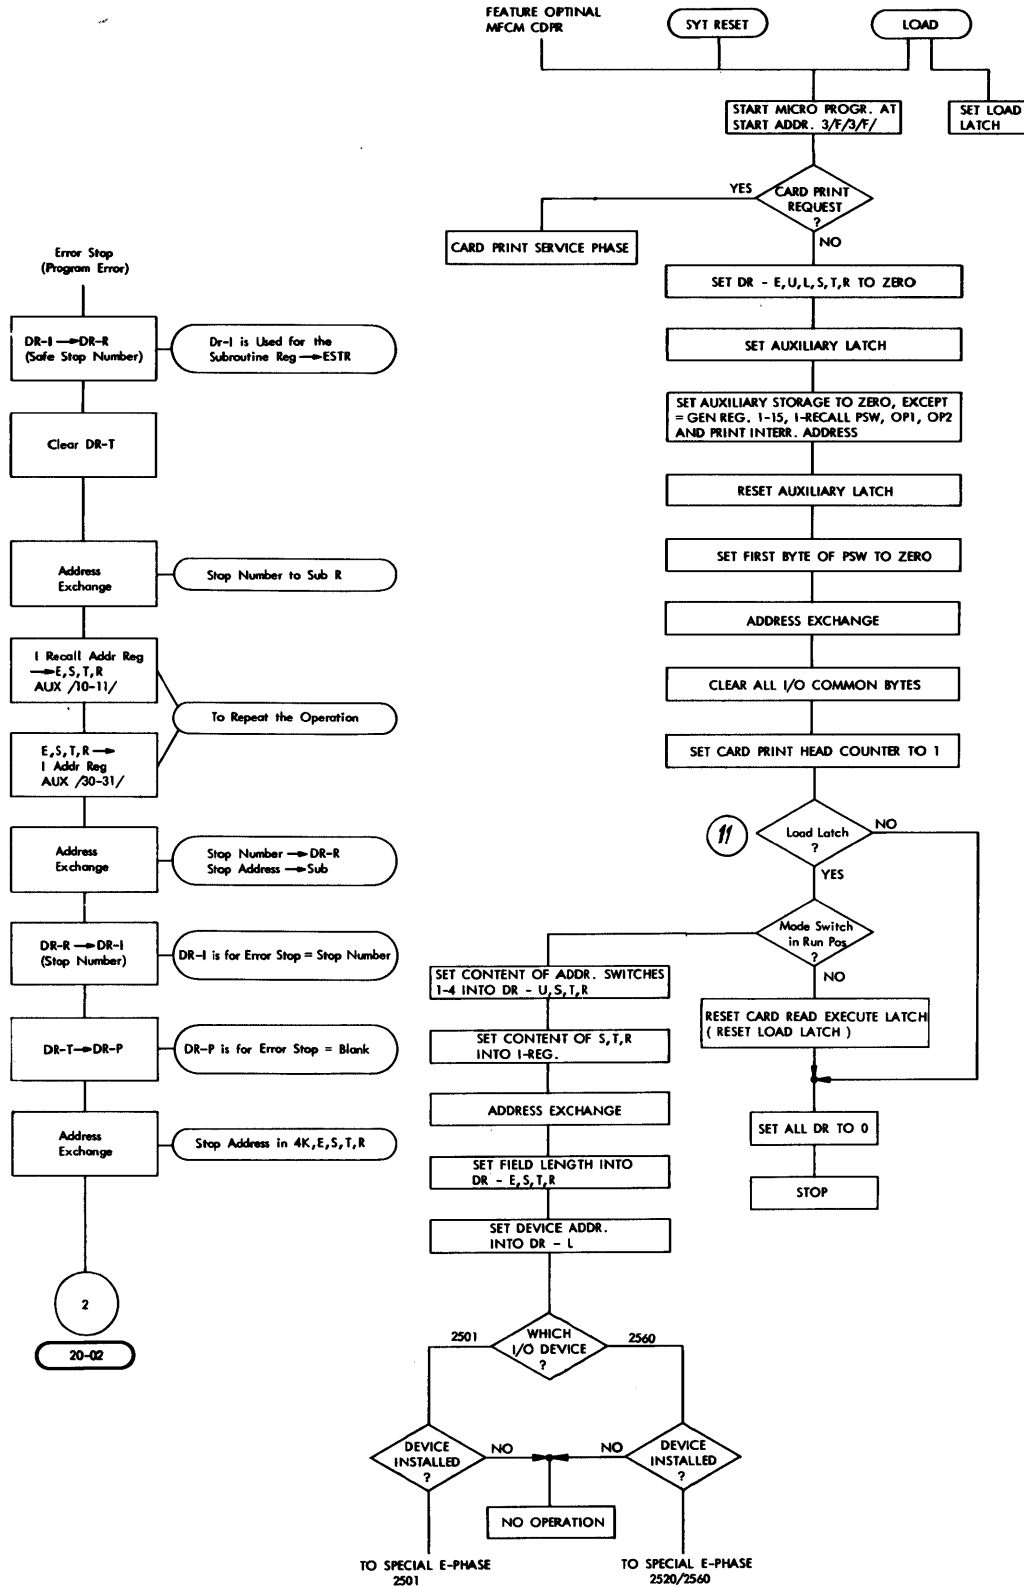 FEATURE OPTINAL
MFCM CDPR
SYT RESET
LOAD
START MICRO PROGR. AT
START ADDR. 3/F/3/F/
SET LOAD
LATCH
CARD PRINT
REQUEST
?
YES
NO
CARD PRINT SERVICE PHASE
SET DR - E,U,L,S,T,R TO ZERO
SET AUXILIARY LATCH
SET AUXILIARY STORAGE TO ZERO, EXCEPT
= GEN REG. 1-15, I-RECALL PSW, OP1, OP2
AND PRINT INTERR. ADDRESS
RESET AUXILIARY LATCH
SET FIRST BYTE OF PSW TO ZERO
ADDRESS EXCHANGE
CLEAR ALL I/O COMMON BYTES
SET CARD PRINT HEAD COUNTER TO 1
11
Load Latch
?
NO
YES
Mode Switch
in Run Pos
?
NO
RESET CARD READ EXECUTE LATCH
( RESET LOAD LATCH )
SET ALL DR TO 0
STOP
SET CONTENT OF ADDR. SWITCHES
1-4 INTO DR - U,S,T,R
SET CONTENT OF S,T,R
INTO I-REG.
ADDRESS EXCHANGE
SET FIELD LENGTH INTO
DR - E,S,T,R
SET DEVICE ADDR.
INTO DR - L
WHICH
I/O DEVICE
?
2501
2560
DEVICE
INSTALLED
?
NO
NO
DEVICE
INSTALLED
?
NO OPERATION
TO SPECIAL E-PHASE
2501
TO SPECIAL E-PHASE
2520/2560
Error Stop
(Program Error)
DR-I → DR-R
(Safe Stop Number)
Dr-I is Used for the
Subroutine Reg → ESTR
Clear DR-T
Address
Exchange
Stop Number to Sub R
I Recall Addr Reg
→ E,S,T,R
AUX /10-11/
To Repeat the Operation
E,S,T,R →
I Addr Reg
AUX /30-31/
Address
Exchange
Stop Number → DR-R
Stop Address → Sub
DR-R → DR-I
(Stop Number)
DR-I is for Error Stop = Stop Number
DR-T → DR-P
DR-P is for Error Stop = Blank
Address
Exchange
Stop Address in 4K,E,S,T,R
2
20-02